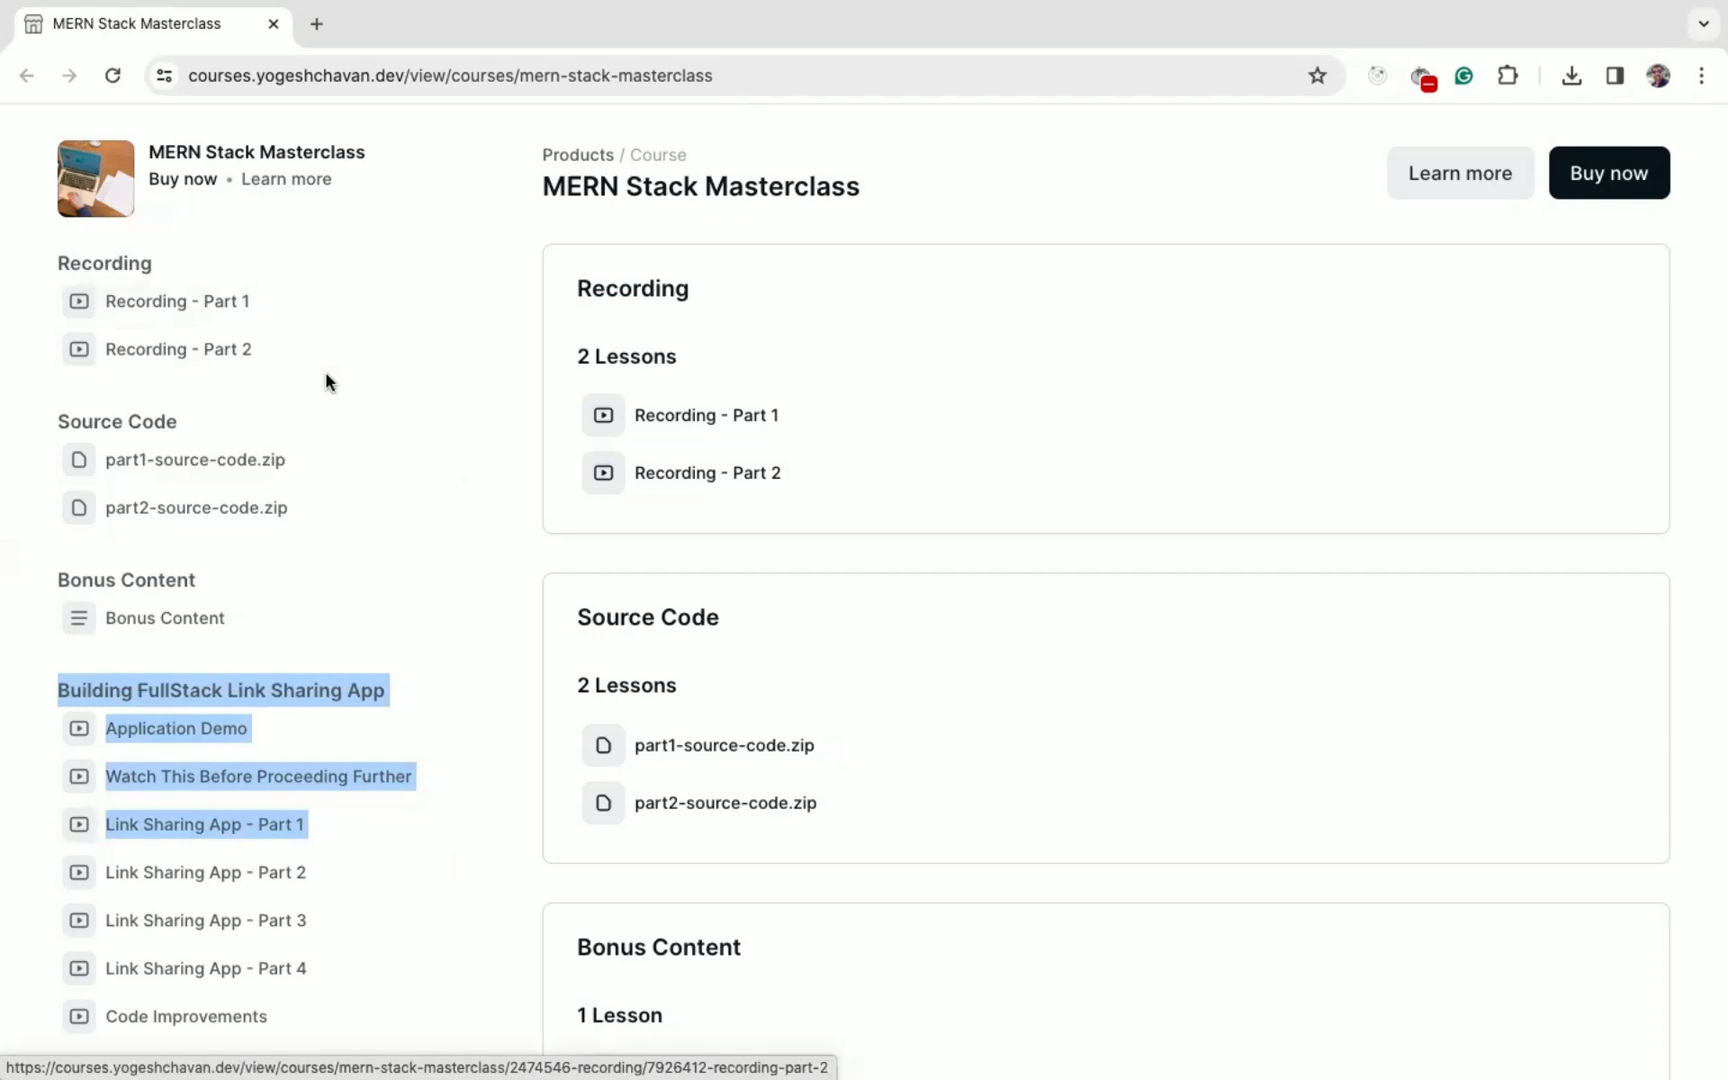 MERN Stack Masterclass
courses.yogeshchavan.dev/view/courses/mern-stack-masterclass
MERN Stack Masterclass
Buy now • Learn more
Recording
Recording - Part 1
Recording - Part 2
Source Code
part1-source-code.zip
part2-source-code.zip
Bonus Content
Bonus Content
Building FullStack Link Sharing App
Application Demo
Watch This Before Proceeding Further
Link Sharing App - Part 1
Link Sharing App - Part 2
Link Sharing App - Part 3
Link Sharing App - Part 4
Code Improvements
Products / Course
MERN Stack Masterclass
Learn more
Buy now
Recording
2 Lessons
Recording - Part 1
Recording - Part 2
Source Code
2 Lessons
part1-source-code.zip
part2-source-code.zip
Bonus Content
1 Lesson
https://courses.yogeshchavan.dev/view/courses/mern-stack-masterclass/2474546-recording/7926412-recording-part-2